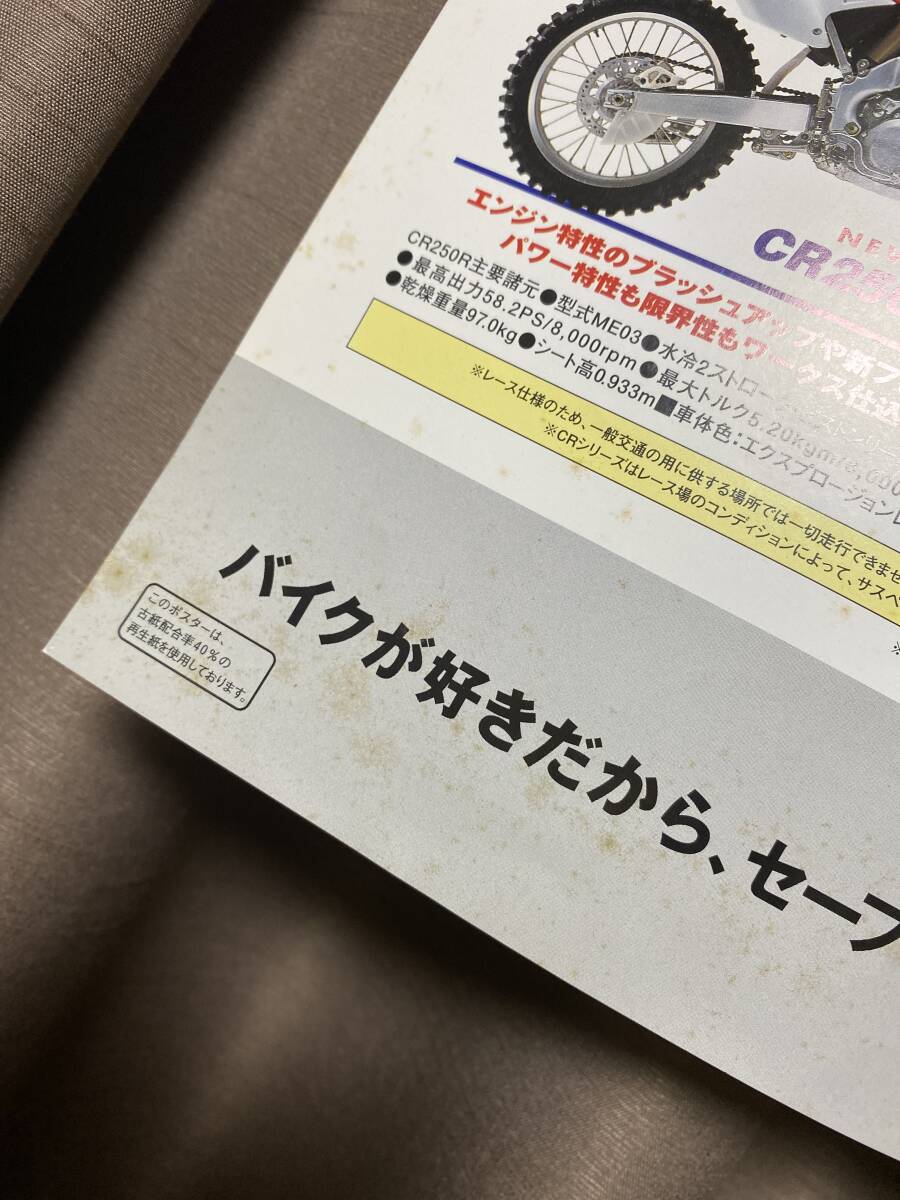 NEW
CR250
エンジン特性のブラッシュアップや新フ
パワー特性も限界性もワークス仕込
CR250R主要諸元●型式ME03●水冷2ストロー
●最高出力58.2PS/8,000rpm●最大トルク5.20kgm/8,000
●乾燥重量97.0kg●シート高0.933m■車体色:エクスプロージョンレ
※レース仕様のため、一般交通の用に供する場所では一切走行できませ
※CRシリーズはレース場のコンディションによって、サスペ
※
このポスターは、
古紙配合率40%の
再生紙を使用しております。
バイクが好きだから、セーフ